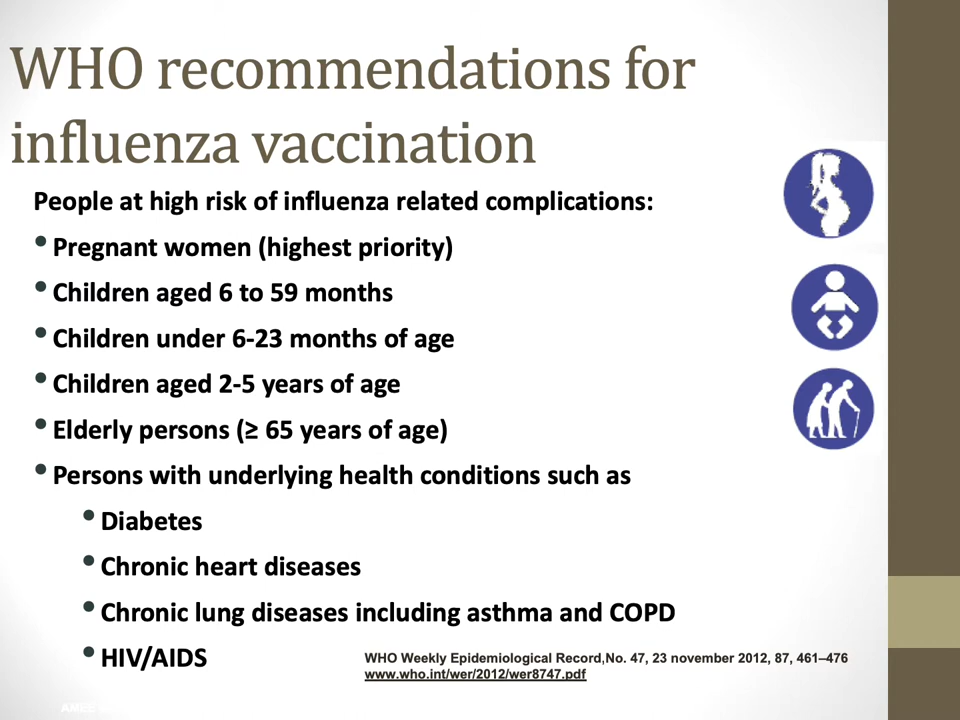 WHO recommendations for
influenza vaccination
People at high risk of influenza related complications:
• Pregnant women (highest priority)
• Children aged 6 to 59 months
• Children under 6-23 months of age
• Children aged 2-5 years of age
• Elderly persons (≥ 65 years of age)
• Persons with underlying health conditions such as
• Diabetes
• Chronic heart diseases
• Chronic lung diseases including asthma and COPD
• HIV/AIDS
WHO Weekly Epidemiological Record,No. 47, 23 november 2012, 87, 461–476
www.who.int/wer/2012/wer8747.pdf